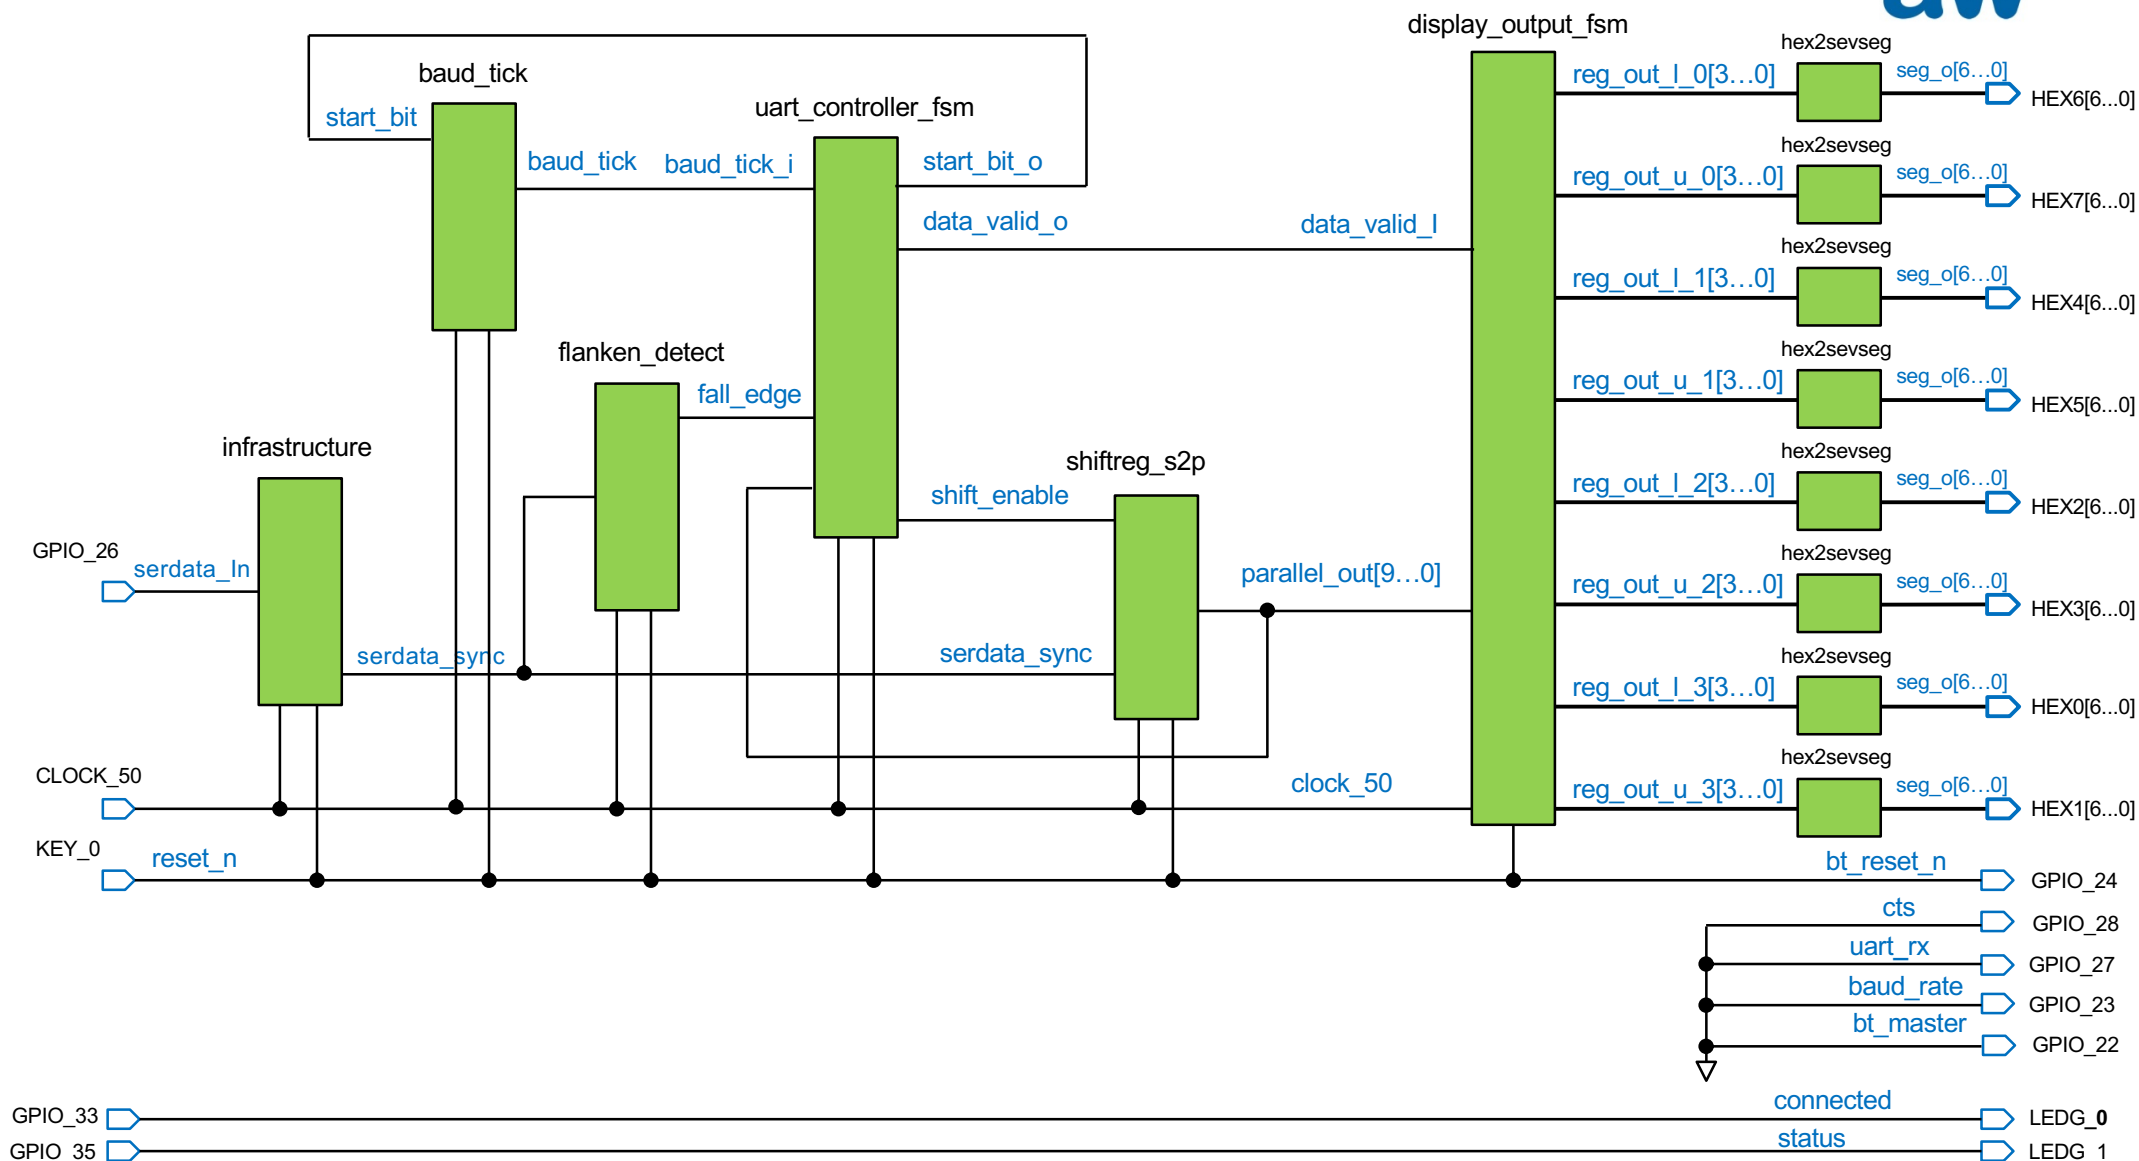 aw
display_output_fsm
hex2sevseg
baud_tick
reg_out_l_0[3...0]
seg_o[6...0]
HEX6[6...0]
start_bit
uart_controller_fsm
hex2sevseg
baud_tick
baud_tick_i
start_bit_o
reg_out_u_0[3...0]
seg_o[6...0]
HEX7[6...0]
data_valid_o
data_valid_I
hex2sevseg
reg_out_l_1[3...0]
seg_o[6...0]
HEX4[6...0]
flanken_detect
hex2sevseg
fall_edge
reg_out_u_1[3...0]
seg_o[6...0]
HEX5[6...0]
infrastructure
shiftreg_s2p
hex2sevseg
shift_enable
reg_out_l_2[3...0]
seg_o[6...0]
HEX2[6...0]
GPIO_26
serdata_In
parallel_out[9...0]
hex2sevseg
reg_out_u_2[3...0]
seg_o[6...0]
HEX3[6...0]
serdata_sync
serdata_sync
hex2sevseg
reg_out_l_3[3...0]
seg_o[6...0]
HEX0[6...0]
CLOCK_50
clock_50
hex2sevseg
reg_out_u_3[3...0]
seg_o[6...0]
HEX1[6...0]
KEY_0
reset_n
bt_reset_n
GPIO_24
cts
GPIO_28
uart_rx
GPIO_27
baud_rate
GPIO_23
bt_master
GPIO_22
GPIO_33
connected
LEDG_0
GPIO_35
status
LEDG_1